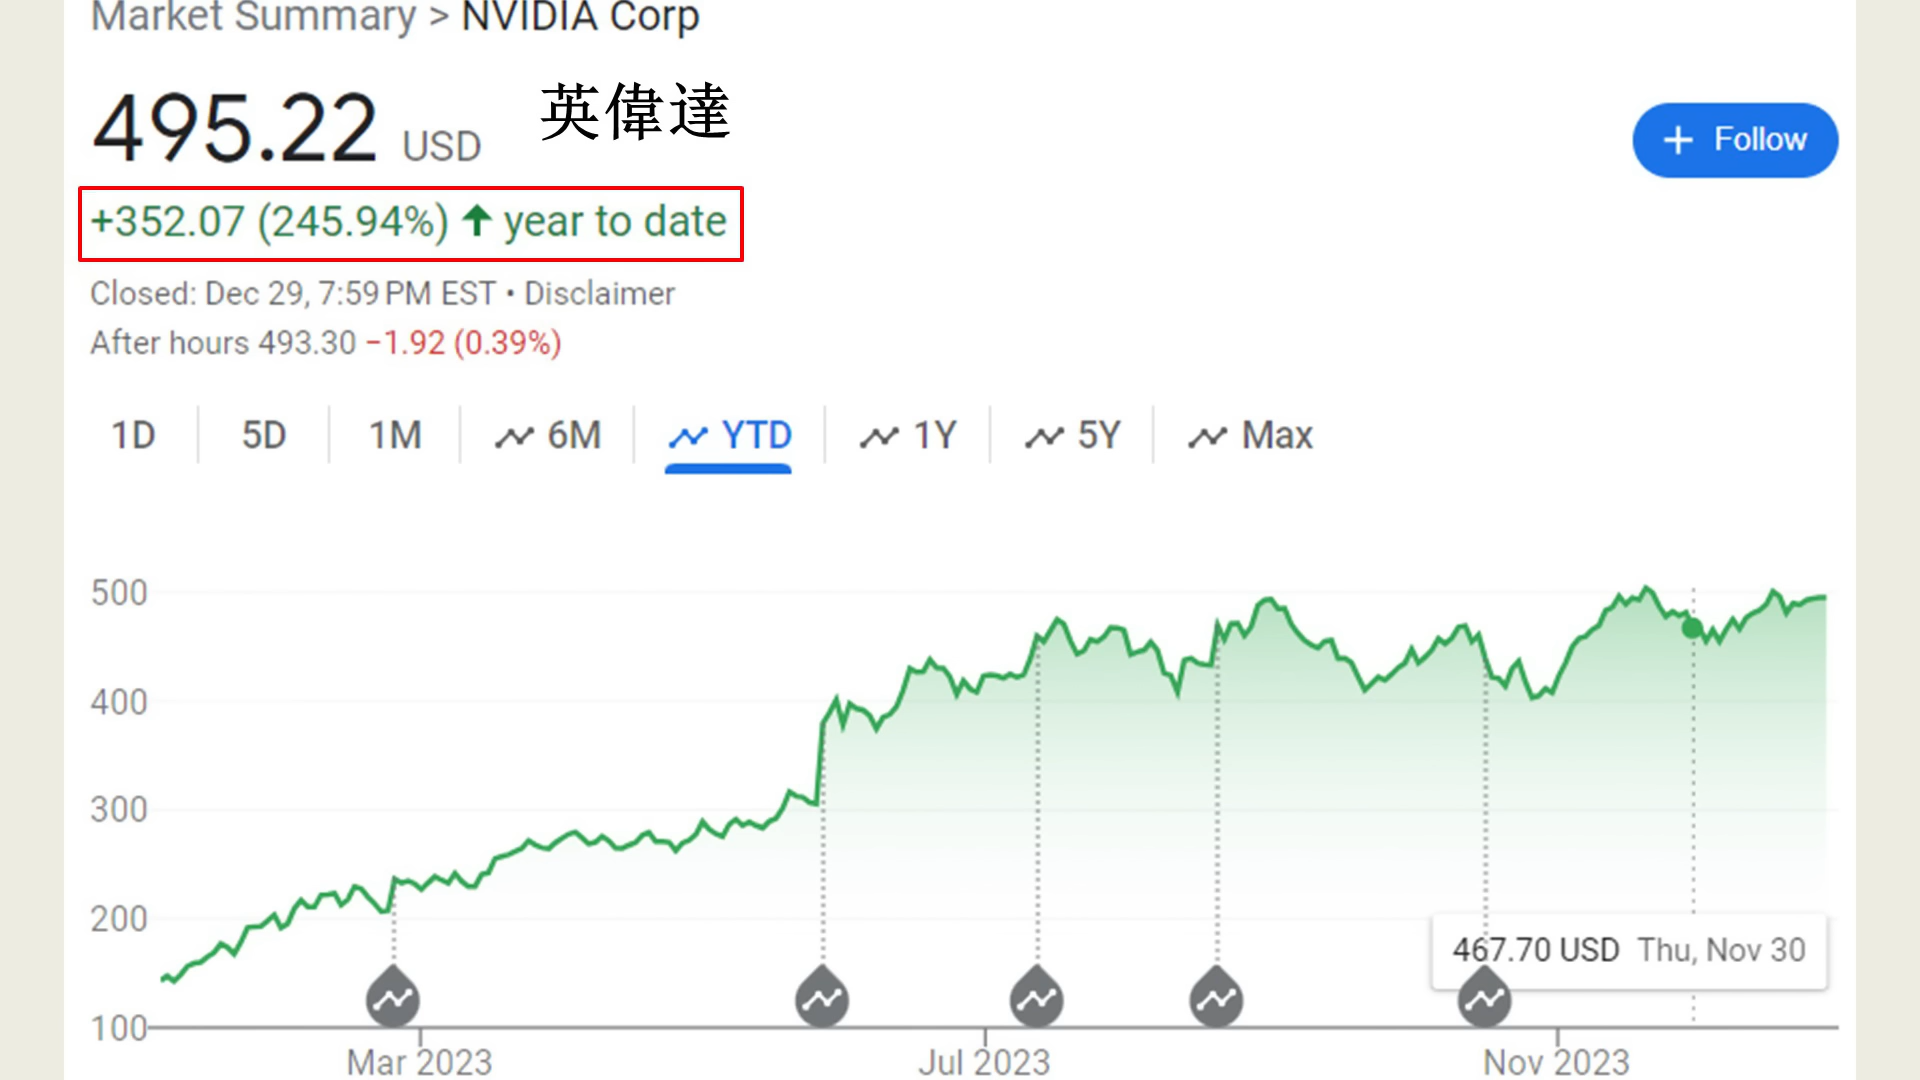 Market Summary > NVIDIA Corp
495.22 USD 英偉達
+ Follow
+352.07 (245.94%) ↑ year to date
Closed: Dec 29, 7:59 PM EST • Disclaimer
After hours 493.30 −1.92 (0.39%)
1D 5D 1M 6M YTD 1Y 5Y Max
500
400
300
200
467.70 USD Thu, Nov 30
100
Mar 2023 Jul 2023 Nov 2023